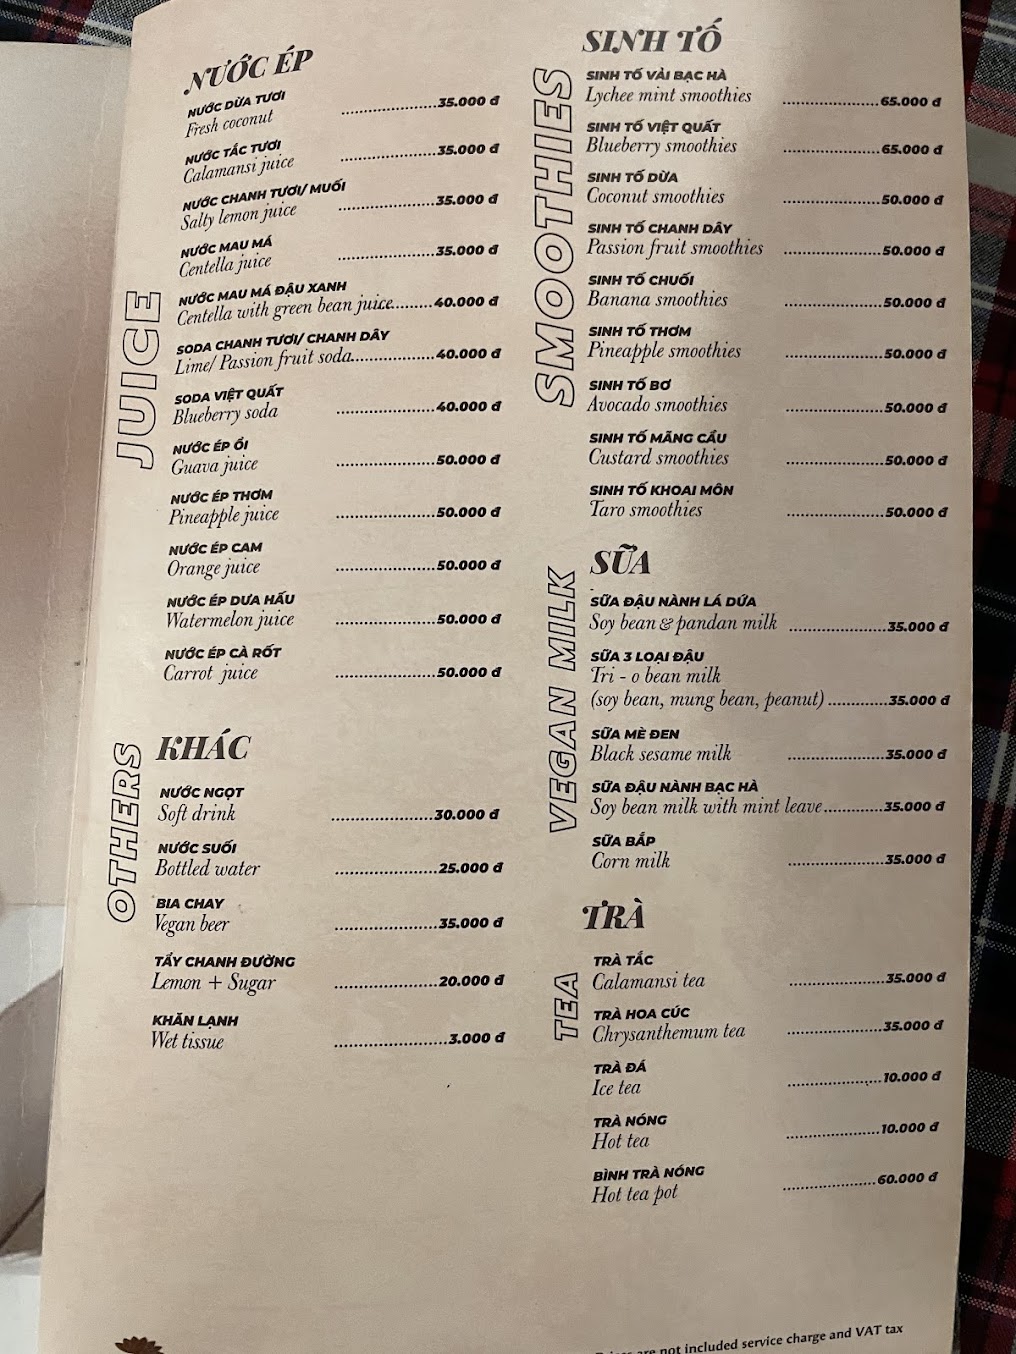 NƯỚC ÉP
JUICE
NƯỚC DỪA TƯƠI
Fresh coconut ......................35.000 đ
NƯỚC TẮC TƯƠI
Calamansi juice ......................35.000 đ
NƯỚC CHANH TƯƠI/ MUỐI
Salty lemon juice ......................35.000 đ
NƯỚC MAU MÁ
Centella juice ......................35.000 đ
NƯỚC MAU MÁ ĐẬU XANH
Centella with green bean juice........40.000 đ
SODA CHANH TƯƠI/ CHANH DÂY
Lime/ Passion fruit soda..................40.000 đ
SODA VIỆT QUẤT
Blueberry soda ......................40.000 đ
NƯỚC ÉP ỔI
Guava juice ......................50.000 đ
NƯỚC ÉP THƠM
Pineapple juice ......................50.000 đ
NƯỚC ÉP CAM
Orange juice ......................50.000 đ
NƯỚC ÉP DƯA HẤU
Watermelon juice ......................50.000 đ
NƯỚC ÉP CÀ RỐT
Carrot juice ......................50.000 đ
KHÁC
OTHERS
NƯỚC NGỌT
Soft drink ......................30.000 đ
NƯỚC SUỐI
Bottled water ......................25.000 đ
BIA CHAY
Vegan beer ......................35.000 đ
TẨY CHANH ĐƯỜNG
Lemon + Sugar ......................20.000 đ
KHĂN LẠNH
Wet tissue ........................3.000 đ
SINH TỐ
SMOOTHIES
SINH TỐ VẢI BẠC HÀ
Lychee mint smoothies ......................65.000 đ
SINH TỐ VIỆT QUẤT
Blueberry smoothies ......................65.000 đ
SINH TỐ DỪA
Coconut smoothies ......................50.000 đ
SINH TỐ CHANH DÂY
Passion fruit smoothies ......................50.000 đ
SINH TỐ CHUỐI
Banana smoothies ......................50.000 đ
SINH TỐ THƠM
Pineapple smoothies ......................50.000 đ
SINH TỐ BƠ
Avocado smoothies ......................50.000 đ
SINH TỐ MÃNG CẦU
Custard smoothies ......................50.000 đ
SINH TỐ KHOAI MÔN
Taro smoothies ......................50.000 đ
SỮA
VEGAN MILK
SỮA ĐẬU NÀNH LÁ DỨA
Soy bean & pandan milk ......................35.000 đ
SỮA 3 LOẠI ĐẬU
Tri - o bean milk
(soy bean, mung bean, peanut) .............35.000 đ
SỮA MÈ ĐEN
Black sesame milk ......................35.000 đ
SỮA ĐẬU NÀNH BẠC HÀ
Soy bean milk with mint leave.............35.000 đ
SỮA BẮP
Corn milk ......................35.000 đ
TRÀ
TEA
TRÀ TẮC
Calamansi tea ......................35.000 đ
TRÀ HOA CÚC
Chrysanthemum tea ......................35.000 đ
TRÀ ĐÁ
Ice tea ......................10.000 đ
TRÀ NÓNG
Hot tea ......................10.000 đ
BÌNH TRÀ NÓNG
Hot tea pot ......................60.000 đ
are not included service charge and VAT tax